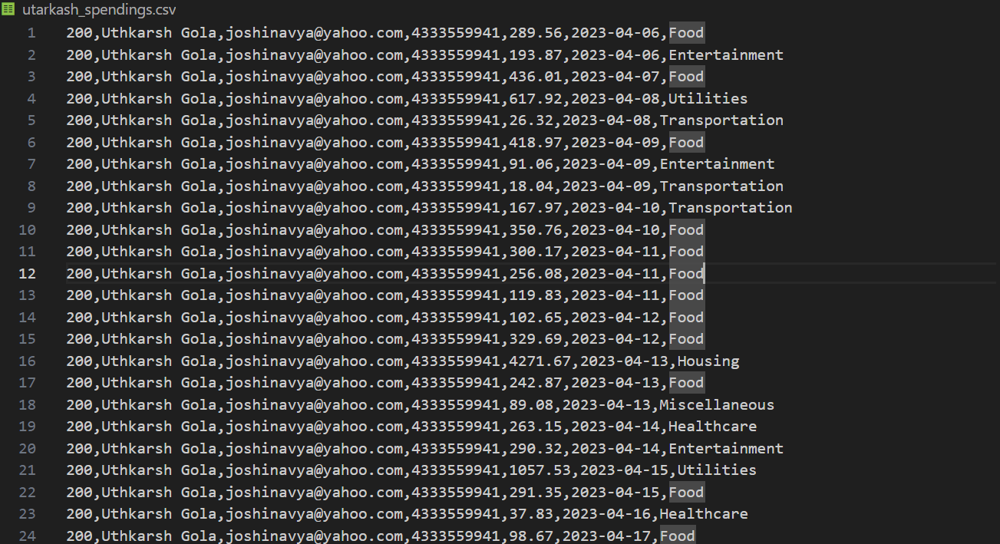 utarkash_spendings.csv
1 200,Uthkarsh Gola,joshinavya@yahoo.com,4333559941,289.56,2023-04-06,Food
2 200,Uthkarsh Gola,joshinavya@yahoo.com,4333559941,193.87,2023-04-06,Entertainment
3 200,Uthkarsh Gola,joshinavya@yahoo.com,4333559941,436.01,2023-04-07,Food
4 200,Uthkarsh Gola,joshinavya@yahoo.com,4333559941,617.92,2023-04-08,Utilities
5 200,Uthkarsh Gola,joshinavya@yahoo.com,4333559941,26.32,2023-04-08,Transportation
6 200,Uthkarsh Gola,joshinavya@yahoo.com,4333559941,418.97,2023-04-09,Food
7 200,Uthkarsh Gola,joshinavya@yahoo.com,4333559941,91.06,2023-04-09,Entertainment
8 200,Uthkarsh Gola,joshinavya@yahoo.com,4333559941,18.04,2023-04-09,Transportation
9 200,Uthkarsh Gola,joshinavya@yahoo.com,4333559941,167.97,2023-04-10,Transportation
10 200,Uthkarsh Gola,joshinavya@yahoo.com,4333559941,350.76,2023-04-10,Food
11 200,Uthkarsh Gola,joshinavya@yahoo.com,4333559941,300.17,2023-04-11,Food
12 200,Uthkarsh Gola,joshinavya@yahoo.com,4333559941,256.08,2023-04-11,Food
13 200,Uthkarsh Gola,joshinavya@yahoo.com,4333559941,119.83,2023-04-11,Food
14 200,Uthkarsh Gola,joshinavya@yahoo.com,4333559941,102.65,2023-04-12,Food
15 200,Uthkarsh Gola,joshinavya@yahoo.com,4333559941,329.69,2023-04-12,Food
16 200,Uthkarsh Gola,joshinavya@yahoo.com,4333559941,4271.67,2023-04-13,Housing
17 200,Uthkarsh Gola,joshinavya@yahoo.com,4333559941,242.87,2023-04-13,Food
18 200,Uthkarsh Gola,joshinavya@yahoo.com,4333559941,89.08,2023-04-13,Miscellaneous
19 200,Uthkarsh Gola,joshinavya@yahoo.com,4333559941,263.15,2023-04-14,Healthcare
20 200,Uthkarsh Gola,joshinavya@yahoo.com,4333559941,290.32,2023-04-14,Entertainment
21 200,Uthkarsh Gola,joshinavya@yahoo.com,4333559941,1057.53,2023-04-15,Utilities
22 200,Uthkarsh Gola,joshinavya@yahoo.com,4333559941,291.35,2023-04-15,Food
23 200,Uthkarsh Gola,joshinavya@yahoo.com,4333559941,37.83,2023-04-16,Healthcare
24 200,Uthkarsh Gola,joshinavya@yahoo.com,4333559941,98.67,2023-04-17,Food